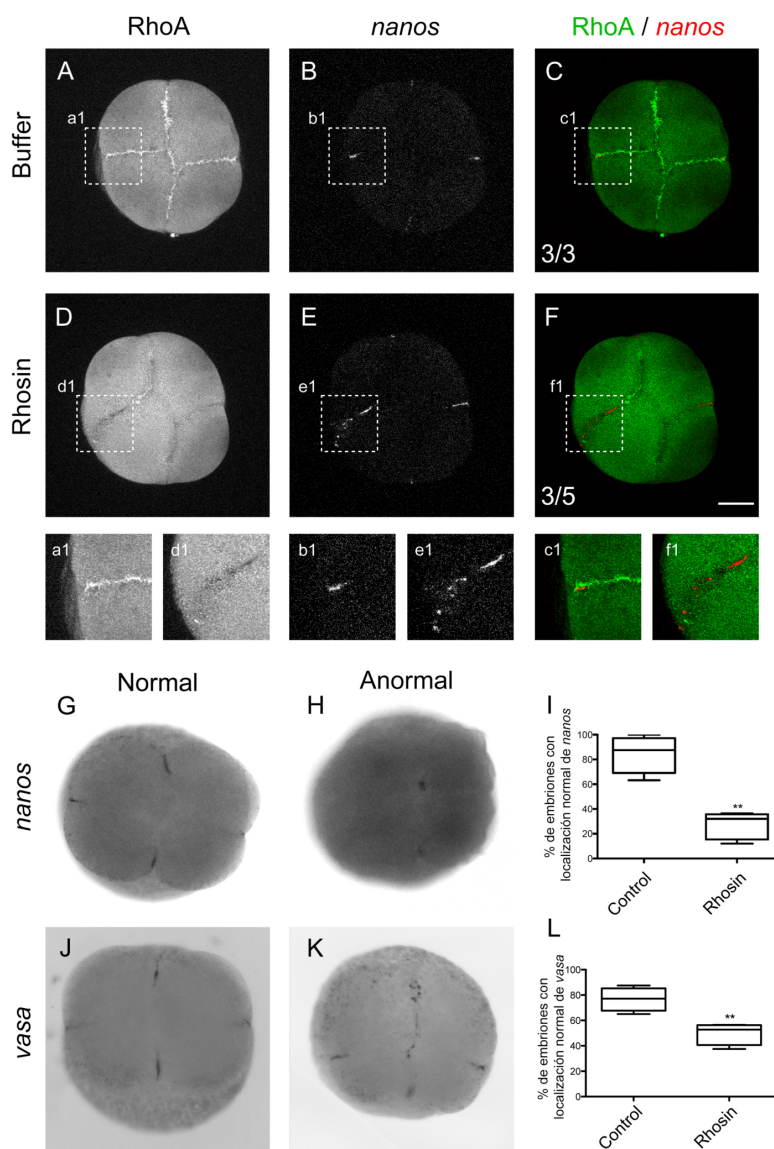 RhoA
nanos
RhoA / nanos
Buffer
A
a1
B
b1
C
c1
3/3
Rhosin
D
d1
E
e1
F
f1
3/5
a1
d1
b1
e1
c1
f1
Normal
Anormal
nanos
G
H
I
% de embriones con
localización normal de nanos
100
80
60
40
20
0
**
Control
Rhosin
vasa
J
K
L
% de embriones con
localización normal de vasa
100
80
60
40
20
0
**
Control
Rhosin